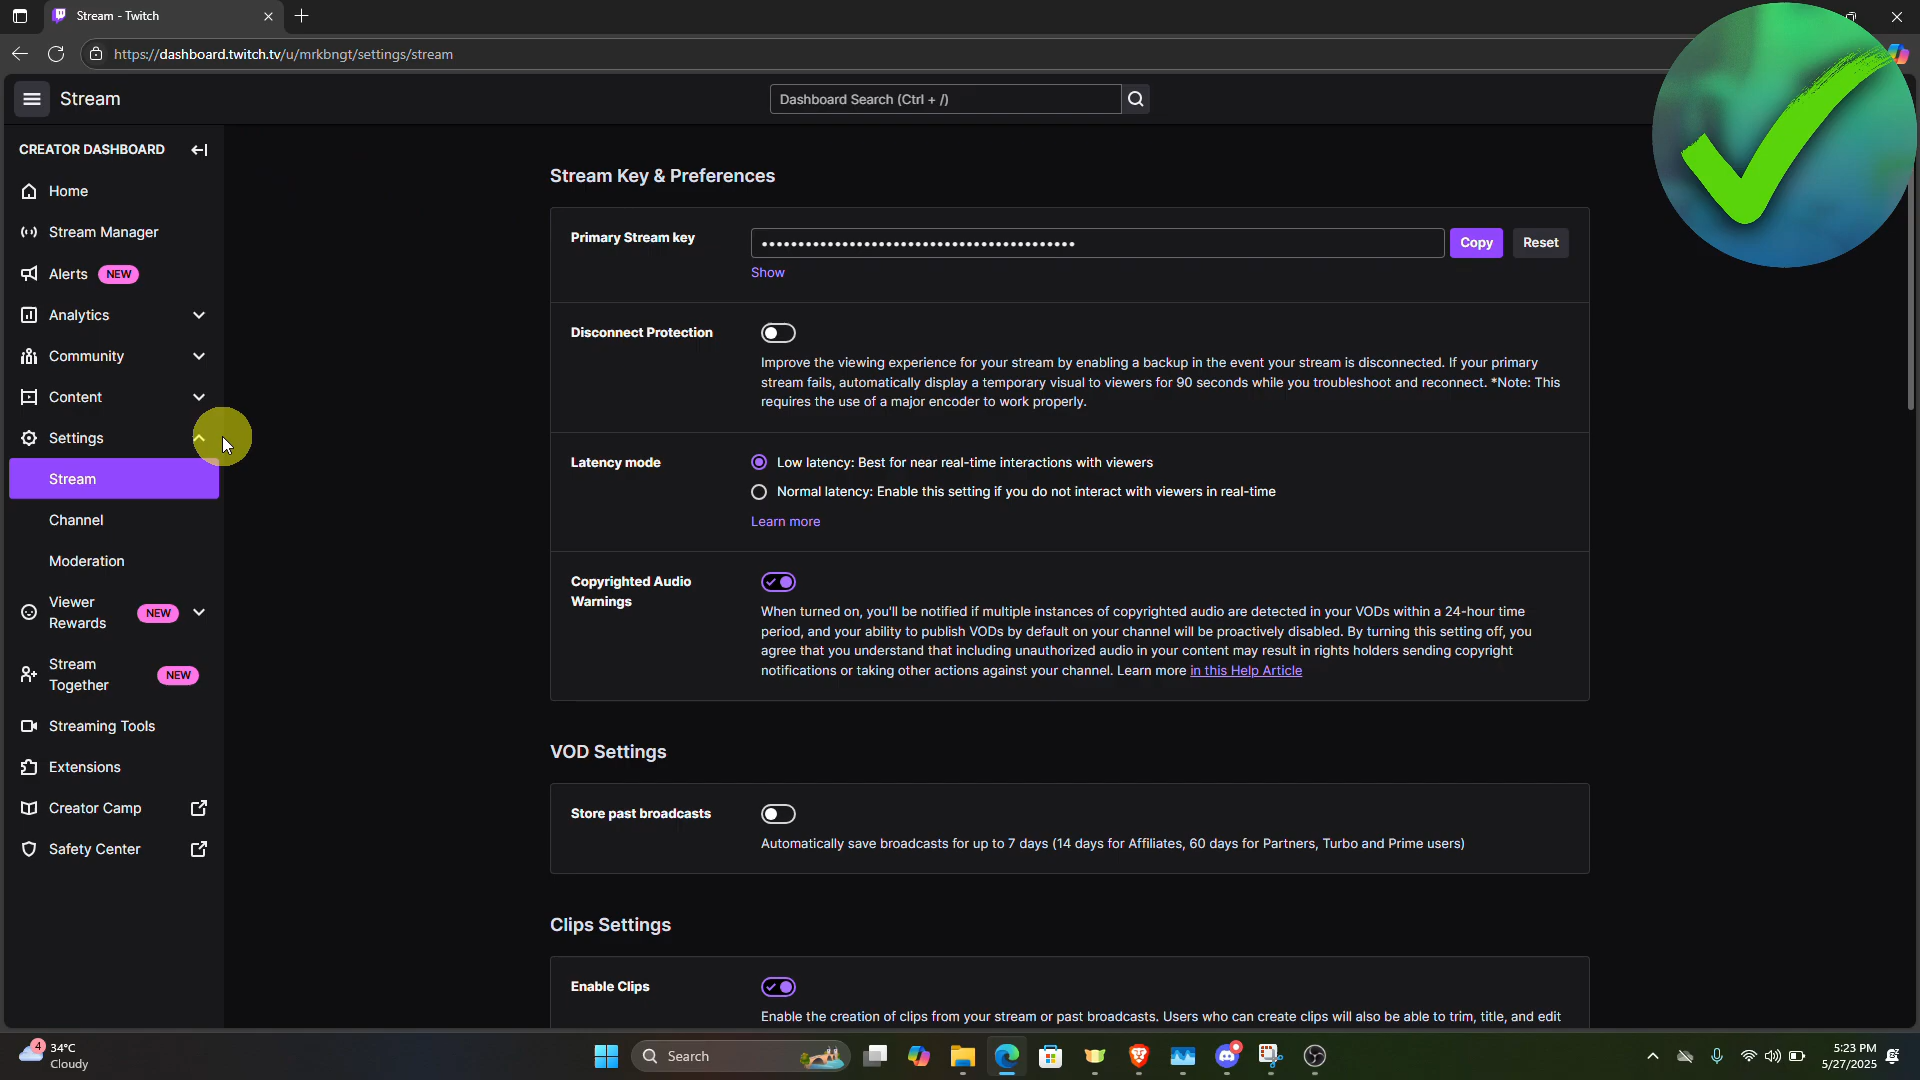 Stream - Twitch
https://dashboard.twitch.tv/u/mrkbngt/settings/stream
Stream
Dashboard Search (Ctrl + /)
CREATOR DASHBOARD
Home
Stream Manager
Alerts NEW
Analytics
Community
Content
Settings
Stream
Channel
Moderation
Viewer
Rewards
NEW
Stream
Together
NEW
Streaming Tools
Extensions
Creator Camp
Safety Center
Stream Key & Preferences
Primary Stream key
Copy
Reset
Show
Disconnect Protection
Improve the viewing experience for your stream by enabling a backup in the event your stream is disconnected. If your primary
stream fails, automatically display a temporary visual to viewers for 90 seconds while you troubleshoot and reconnect. *Note: This
requires the use of a major encoder to work properly.
Latency mode
Low latency: Best for near real-time interactions with viewers
Normal latency: Enable this setting if you do not interact with viewers in real-time
Learn more
Copyrighted Audio
Warnings
When turned on, you'll be notified if multiple instances of copyrighted audio are detected in your VODs within a 24-hour time
period, and your ability to publish VODs by default on your channel will be proactively disabled. By turning this setting off, you
agree that you understand that including unauthorized audio in your content may result in rights holders sending copyright
notifications or taking other actions against your channel. Learn more in this Help Article
VOD Settings
Store past broadcasts
Automatically save broadcasts for up to 7 days (14 days for Affiliates, 60 days for Partners, Turbo and Prime users)
Clips Settings
Enable Clips
Enable the creation of clips from your stream or past broadcasts. Users who can create clips will also be able to trim, title, and edit
4
34°C
Cloudy
Search
5:23 PM
5/27/2025